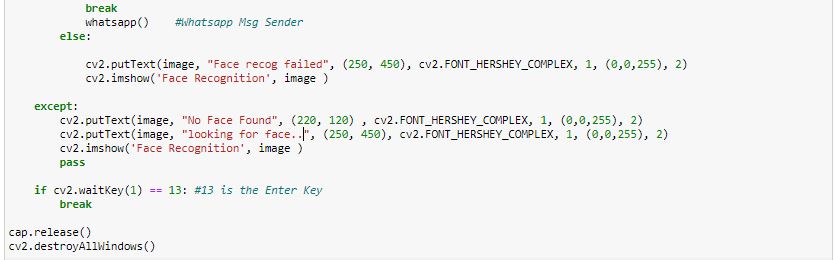 break
whatsapp()    #Whatsapp Msg Sender
else:
cv2.putText(image, "Face recog failed", (250, 450), cv2.FONT_HERSHEY_COMPLEX, 1, (0,0,255), 2)
cv2.imshow('Face Recognition', image )
except:
cv2.putText(image, "No Face Found", (220, 120) , cv2.FONT_HERSHEY_COMPLEX, 1, (0,0,255), 2)
cv2.putText(image, "looking for face..", (250, 450), cv2.FONT_HERSHEY_COMPLEX, 1, (0,0,255), 2)
cv2.imshow('Face Recognition', image )
pass
if cv2.waitKey(1) == 13: #13 is the Enter Key
break
cap.release()
cv2.destroyAllWindows()